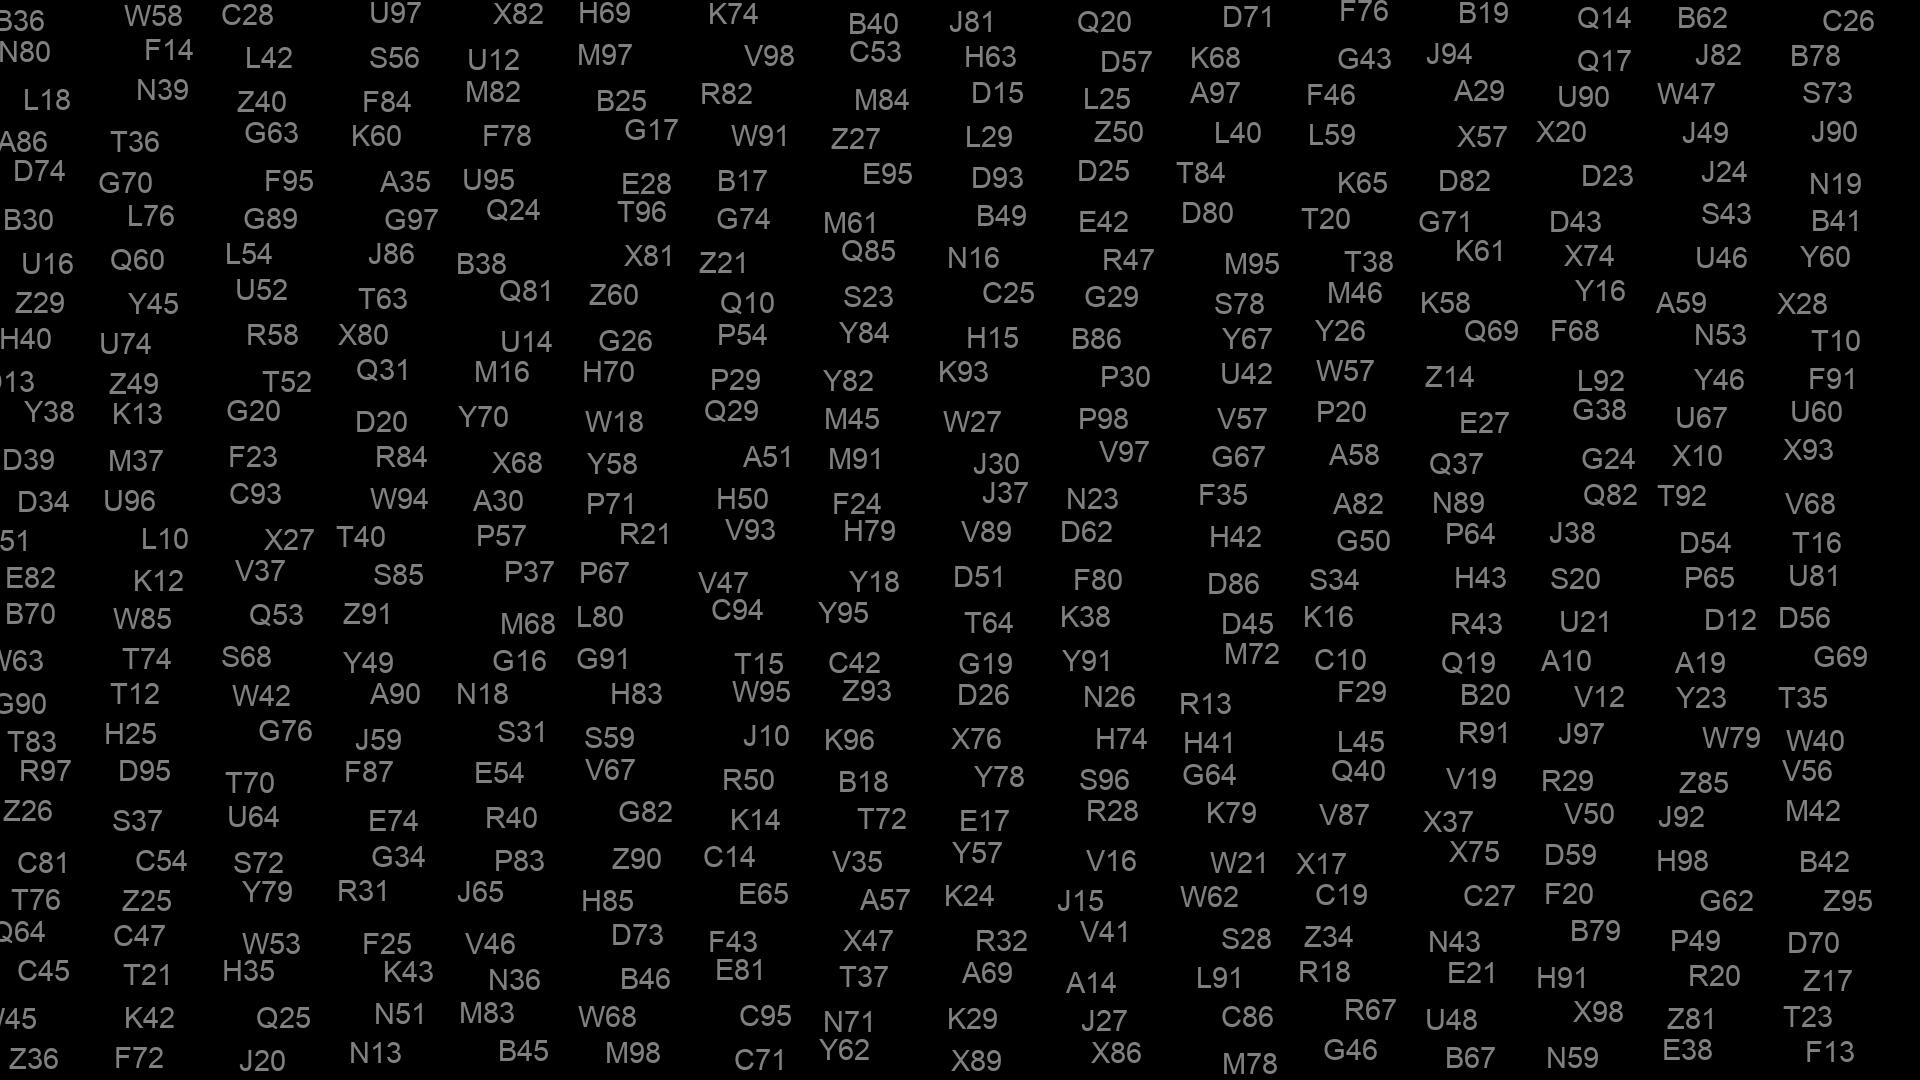 B36 W58 C28 U97 X82 H69 K74 B40 J81 Q20 D71 F76 B19 Q14 B62 C26
N80 F14 L42 S56 U12 M97 V98 C53 H63 D57 K68 G43 J94 Q17 J82 B78
L18 N39 Z40 F84 M82 B25 R82 M84 D15 L25 A97 F46 A29 U90 W47 S73
A86 T36 G63 K60 F78 G17 W91 Z27 L29 Z50 L40 L59 X57 X20 J49 J90
D74 G70 F95 A35 U95 E28 B17 E95 D93 D25 T84 K65 D82 D23 J24 N19
B30 L76 G89 G97 Q24 T96 G74 M61 B49 E42 D80 T20 G71 D43 S43 B41
U16 Q60 L54 J86 B38 X81 Z21 Q85 N16 R47 M95 T38 K61 X74 U46 Y60
Z29 Y45 U52 T63 Q81 Z60 Q10 S23 C25 G29 S78 M46 K58 Y16 A59 X28
H40 U74 R58 X80 U14 G26 P54 Y84 H15 B86 Y67 Y26 Q69 F68 N53 T10
Z49 T52 Q31 M16 H70 P29 Y82 K93 P30 U42 W57 Z14 L92 Y46 F91
Y38 K13 G20 D20 Y70 W18 Q29 M45 W27 P98 V57 P20 E27 G38 U67 U60
D39 M37 F23 R84 X68 Y58 A51 M91 J30 V97 G67 A58 Q37 G24 X10 X93
D34 U96 C93 W94 A30 P71 H50 F24 J37 N23 F35 A82 N89 Q82 T92 V68
51 L10 X27 T40 P57 R21 V93 H79 V89 D62 H42 G50 P64 J38 D54 T16
E82 K12 V37 S85 P37 P67 V47 Y18 D51 F80 D86 S34 H43 S20 P65 U81
B70 W85 Q53 Z91 M68 L80 C94 Y95 T64 K38 D45 K16 R43 U21 D12 D56
W63 T74 S68 Y49 G16 G91 T15 C42 G19 Y91 M72 C10 Q19 A10 A19 G69
G90 T12 W42 A90 N18 H83 W95 Z93 D26 N26 R13 F29 B20 V12 Y23 T35
T83 H25 G76 J59 S31 S59 J10 K96 X76 H74 H41 L45 R91 J97 W79 W40
R97 D95 T70 F87 E54 V67 R50 B18 Y78 S96 G64 Q40 V19 R29 Z85 V56
Z26 S37 U64 E74 R40 G82 K14 T72 E17 R28 K79 V87 X37 V50 J92 M42
C81 C54 S72 G34 P83 Z90 C14 V35 Y57 V16 W21 X17 X75 D59 H98 B42
T76 Z25 Y79 R31 J65 H85 E65 A57 K24 J15 W62 C19 C27 F20 G62 Z95
Q64 C47 W53 F25 V46 D73 F43 X47 R32 V41 S28 Z34 N43 B79 P49 D70
C45 T21 H35 K43 N36 B46 E81 T37 A69 A14 L91 R18 E21 H91 R20 Z17
K42 Q25 N51 M83 W68 C95 N71 K29 J27 C86 R67 U48 X98 Z81 T23
Z36 F72 J20 N13 B45 M98 C71 Y62 X89 X86 M78 G46 B67 N59 E38 F13